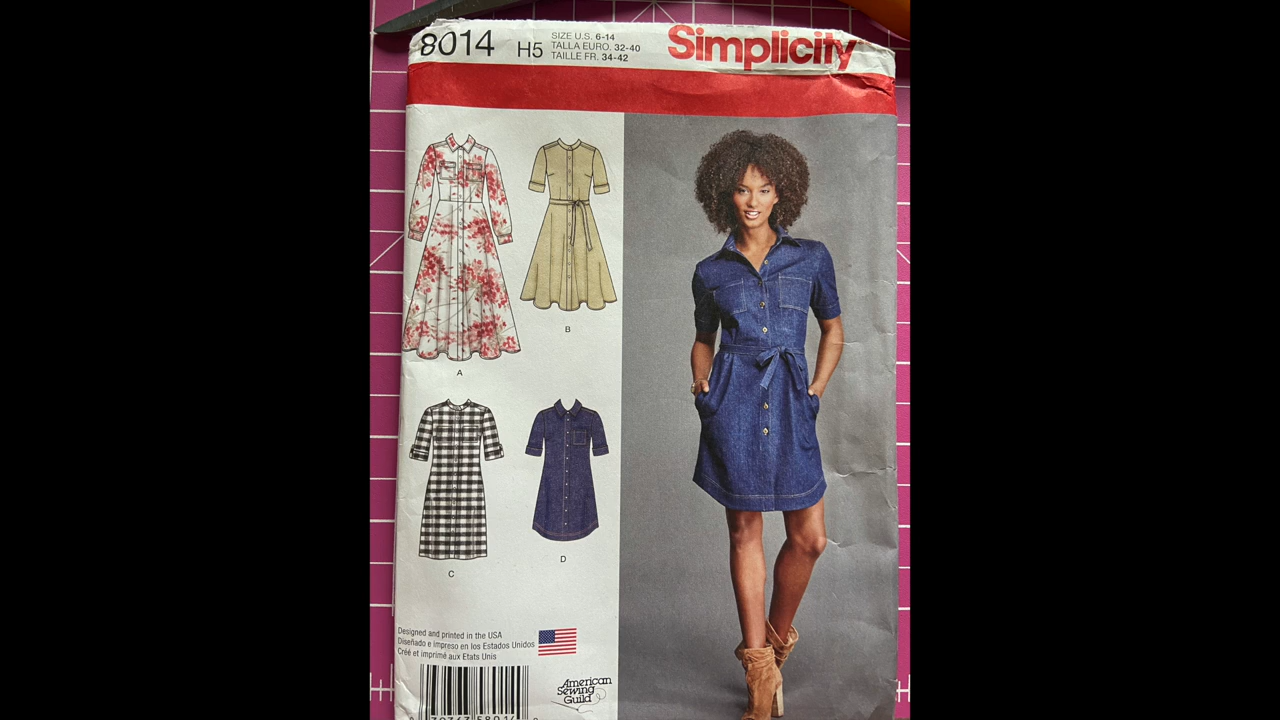 8014
H5
SIZE U.S. 6-14
TALLA EURO. 32-40
TAILLE FR. 34-42
Simplicity
A
B
C
D
Designed and printed in the USA
Diseñado e impreso en los Estados Unidos
Créé et imprimé aux Etats Unis
American
Sewing
Guild